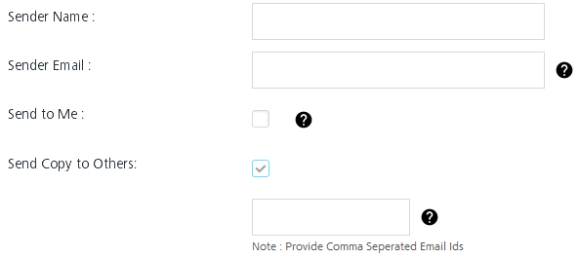 Sender Name :
Sender Email :
?
Send to Me :
?
Send Copy to Others:
?
Note : Provide Comma Seperated Email Ids